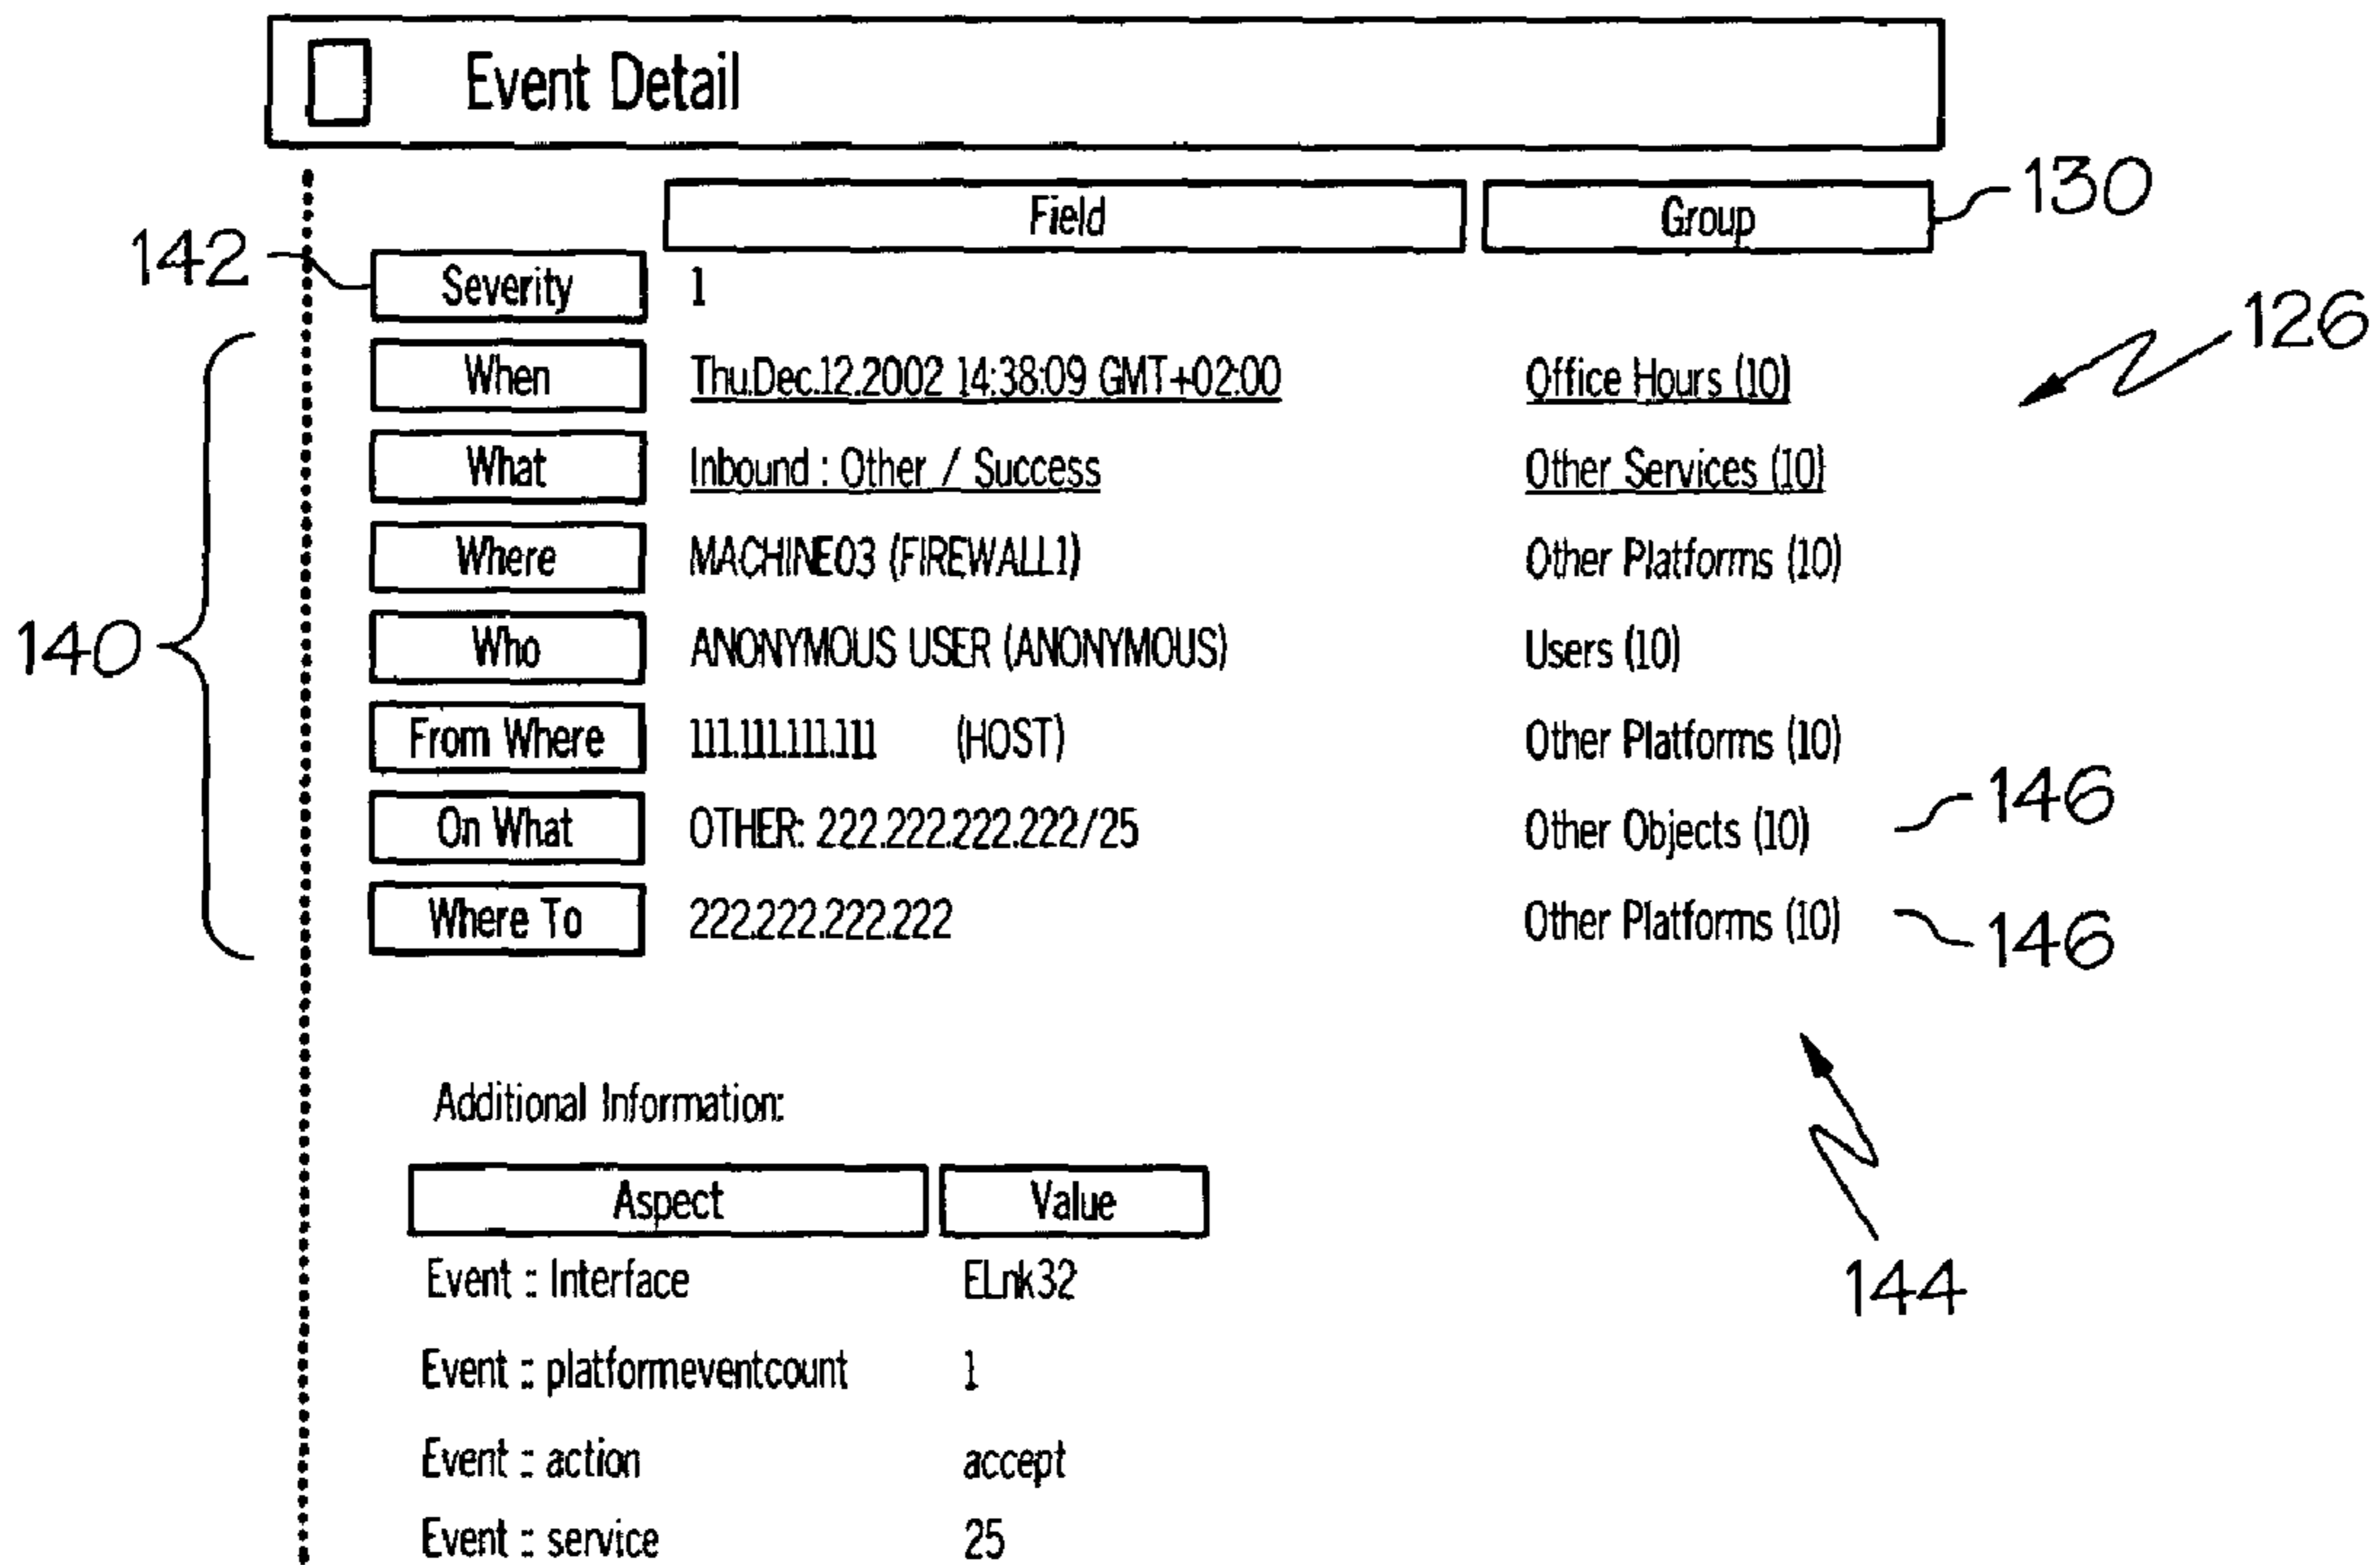 Event Detail
Field Group 130
142 Severity 1
126
When Thu.Dec.12.2002 14:38:09 GMT+02:00 Office Hours (10)
What Inbound : Other / Success Other Services (10)
Where MACHINE03 (FIREWALL1) Other Platforms (10)
140 Who ANONYMOUS USER (ANONYMOUS) Users (10)
From Where 111.111.111.111 (HOST) Other Platforms (10)
On What OTHER: 222.222.222.222/25 Other Objects (10) 146
Where To 222.222.222.222 Other Platforms (10) 146
Additional Information:
Aspect Value
Event :: Interface ELnk32
144
Event :: platformeventcount 1
Event :: action accept
Event :: service 25